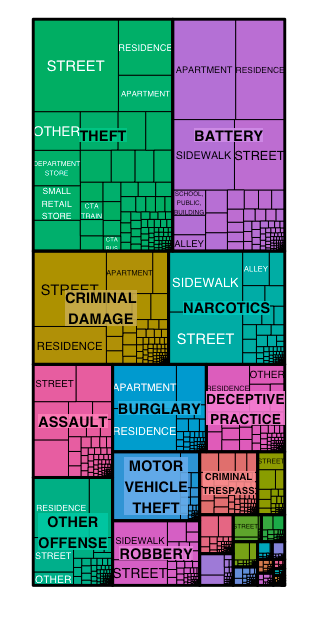 STREET
RESIDENCE
APARTMENT
OTHER
THEFT
DEPARTMENT
STORE
SMALL
RETAIL
STORE
CTA
TRAIN
CTA
BUS
APARTMENT
RESIDENCE
BATTERY
SIDEWALK
STREET
SCHOOL,
PUBLIC,
BUILDING
ALLEY
STREET
APARTMENT
CRIMINAL
DAMAGE
RESIDENCE
SIDEWALK
ALLEY
NARCOTICS
STREET
STREET
ASSAULT
APARTMENT
BURGLARY
RESIDENCE
OTHER
RESIDENCE
DECEPTIVE
PRACTICE
MOTOR
VEHICLE
THEFT
CRIMINAL
TRESPASS
STREET
RESIDENCE
OTHER
OFFENSE
STREET
OTHER
SIDEWALK
ROBBERY
STREET
STREET